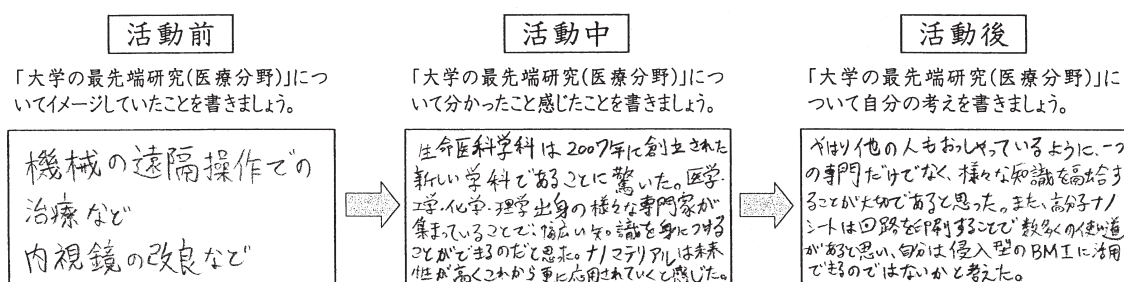 活動前
「大学の最先端研究(医療分野)」につ
いてイメージしていたことを書きましょう。
機械の遠隔操作での
治療など
内視鏡の改良など
活動中
「大学の最先端研究(医療分野)」につ
いて分かったこと感じたことを書きましょう。
生命医科学科は2007年に創立された
新しい学科であることに驚いた。医学・
工学・化学・理学出身の様々な専門家が
集まっていることで、幅広い知識を身につける
ことができるのだと思った。ナノマテリアルは未来
性が高くこれから更に応用されていくと感じた。
活動後
「大学の最先端研究(医療分野)」に
ついて自分の考えを書きましょう。
やはり他の人もおっしゃっているように、一つ
の専門だけでなく、様々な知識を融合す
ることが大切であると思った。また、高分子ナノ
シートは回路を印刷することで数多くの使い道
があると思い、自分は侵入型のBMIに活用
できるのではないかと考えた。